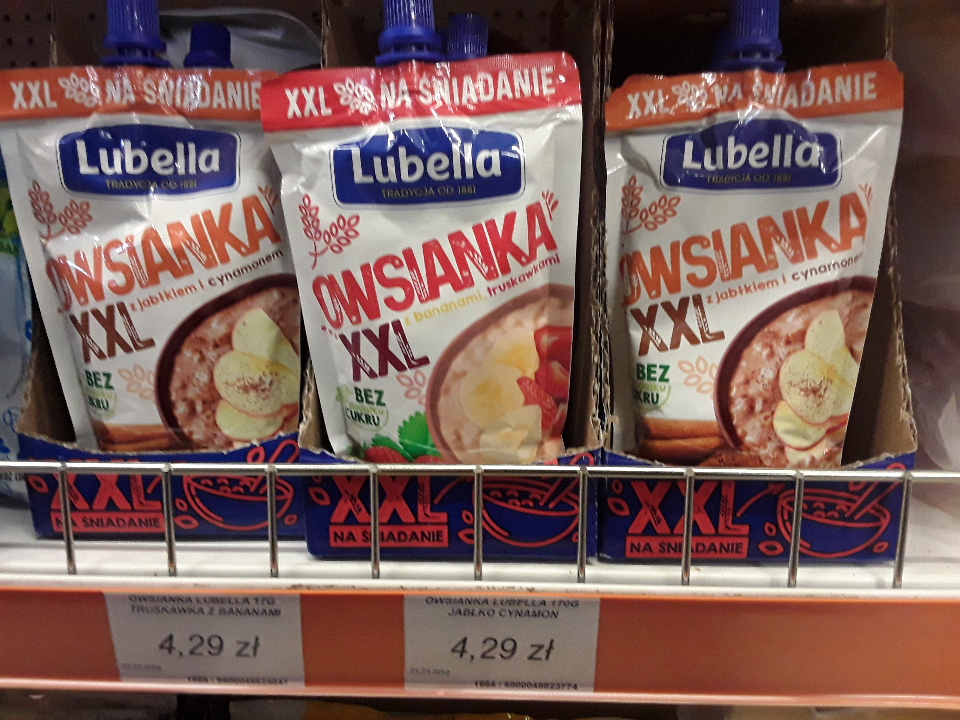 XXL NA ŚNIADANIE
Lubella
TRADYCJA OD 1881
OWSIANKA
z jabłkiem i cynamonem
XXL
BEZ
CUKRU
XXL
NA ŚNIADANIE
XXL NA ŚNIADANIE
Lubella
TRADYCJA OD 1881
OWSIANKA
z bananami, truskawkami
XXL
BEZ
CUKRU
XXL
NA ŚNIADANIE
XXL NA ŚNIADANIE
Lubella
TRADYCJA OD 1881
OWSIANKA
z jabłkiem i cynamonem
XXL
BEZ
CUKRU
XXL
NA ŚNIADANIE
OWSIANKA LUBELLA 17G
TRUSKAWKA Z BANANAMI
4,29 zł
OWSIANKA LUBELLA 170G
JABŁKO CYNAMON
4,29 zł
1984 / 5900049823774